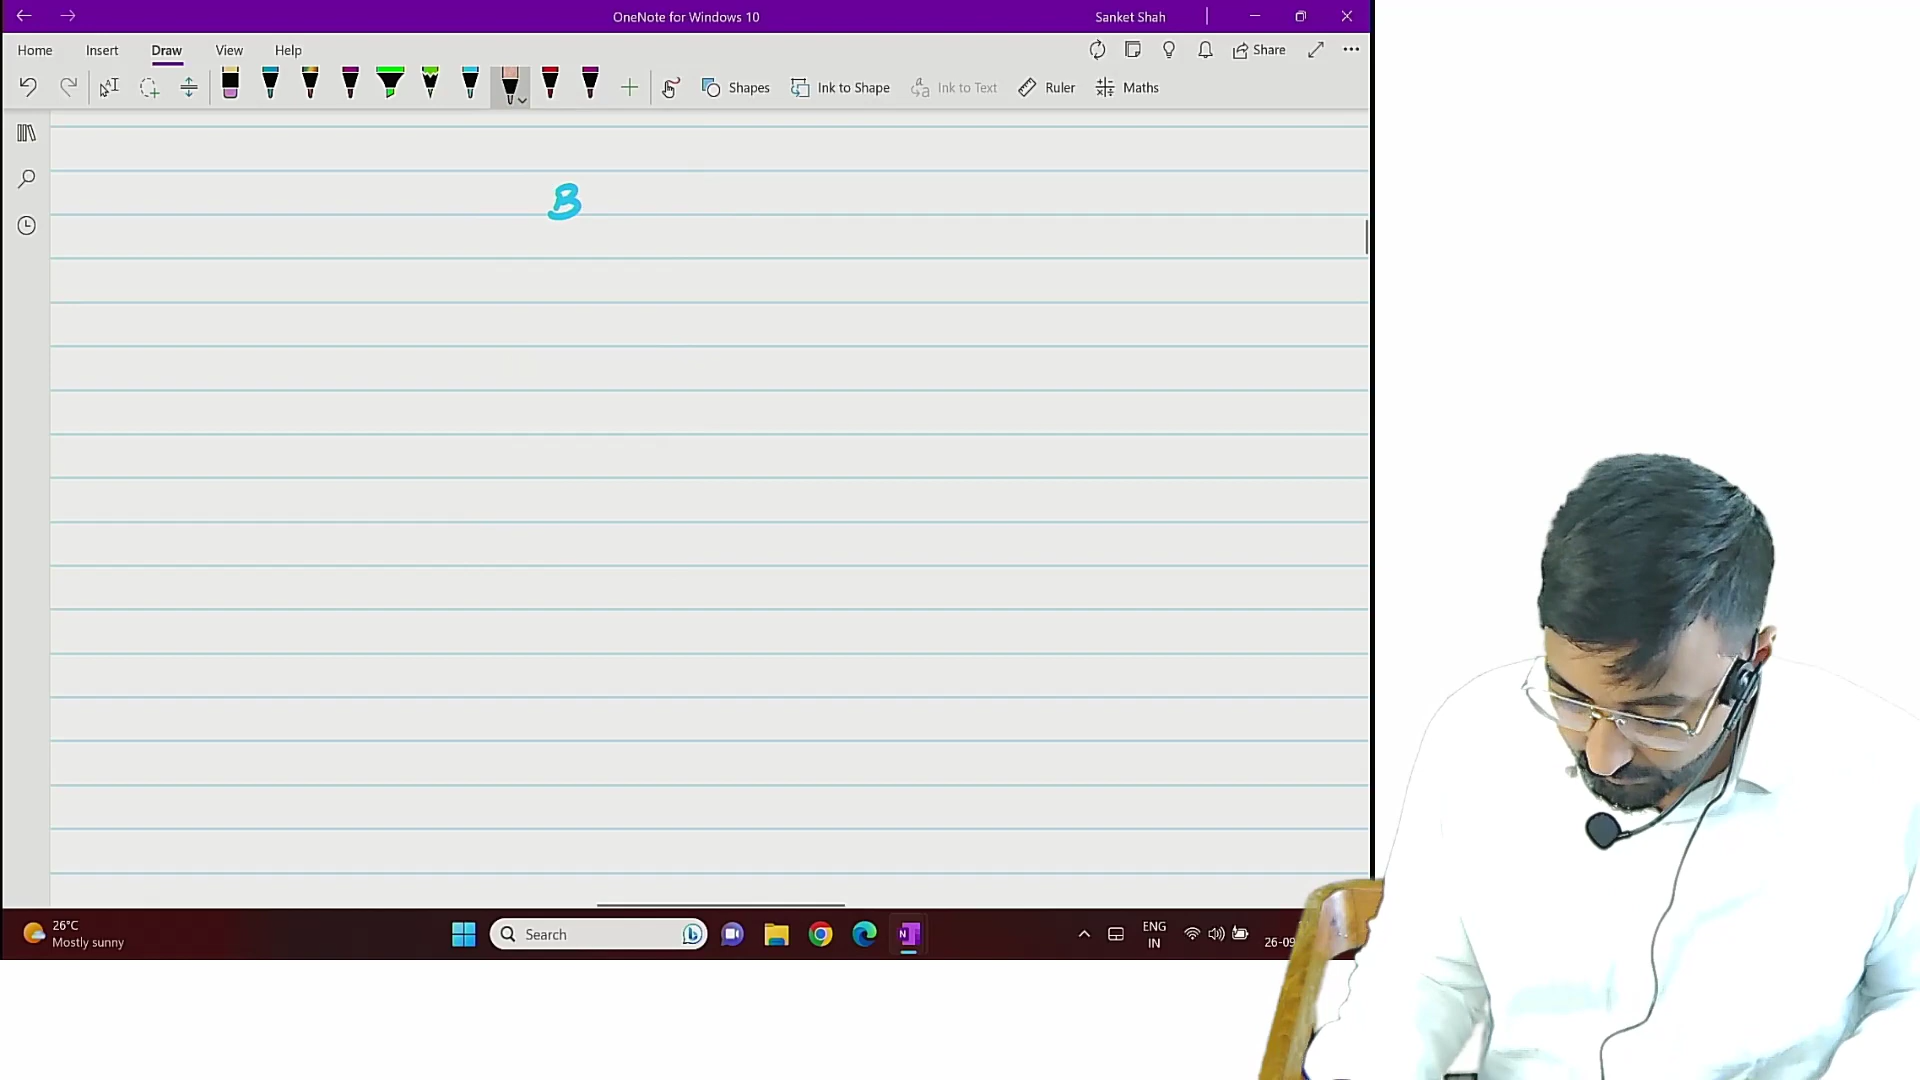 OneNote for Windows 10
Sanket Shah
Home Insert Draw View Help
Share
Shapes Ink to Shape Ink to Text Ruler Maths
B
26°C
Mostly sunny
Search
ENG
IN
26-09